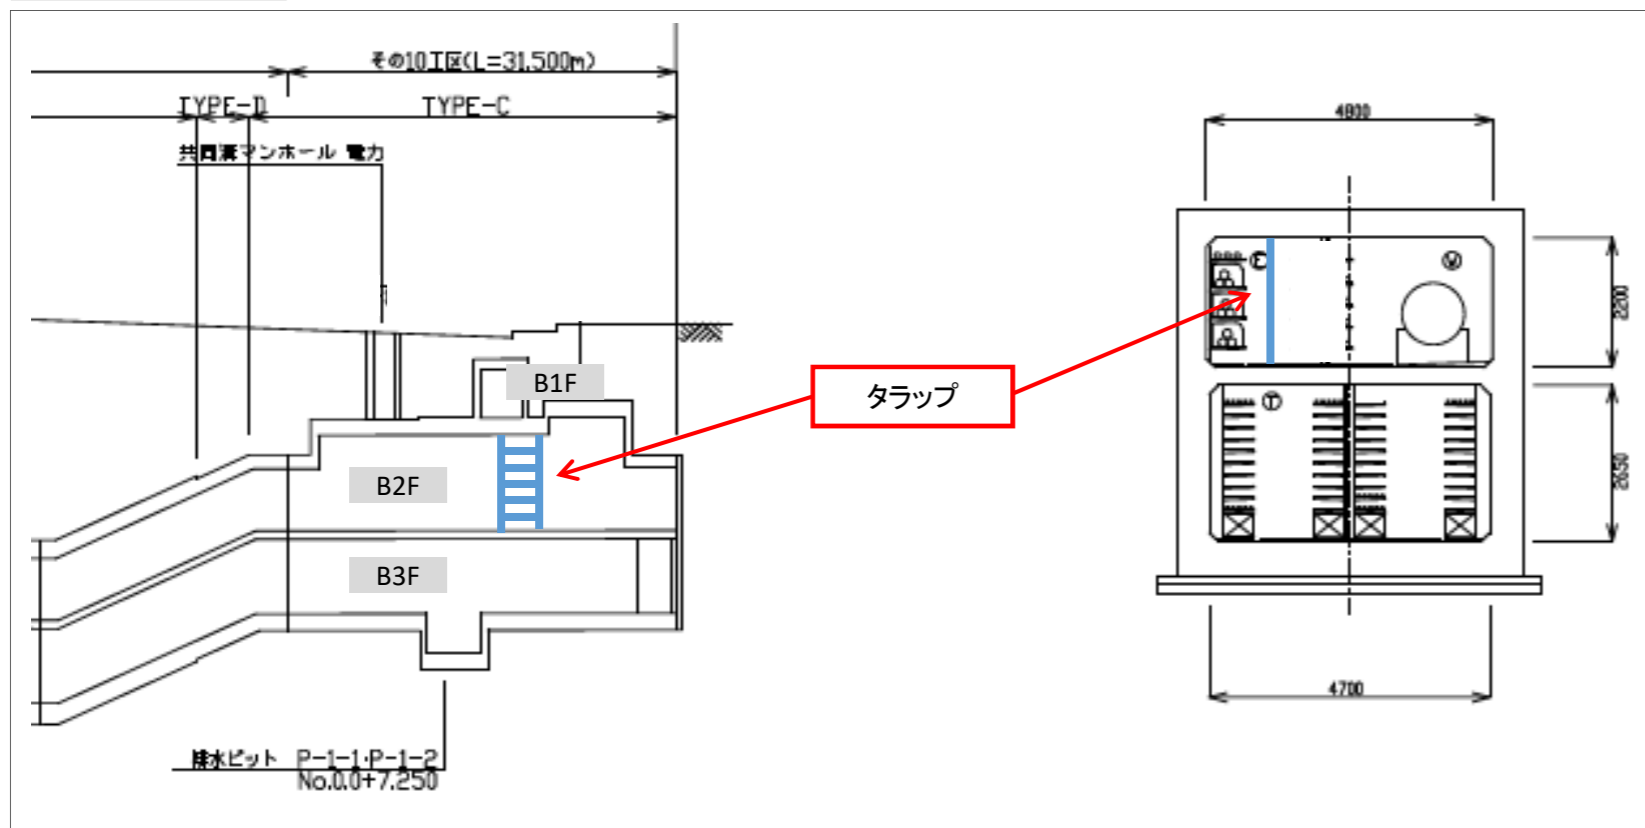 その10工区(L=31.500m)
TYPE-D
TYPE-C
共同溝マンホール 電力
B1F
B2F
B3F
排水ピット P-1-1·P-1-2
No.0.0+7.250
タラップ
4800
E
W
2200
T
2650
4700